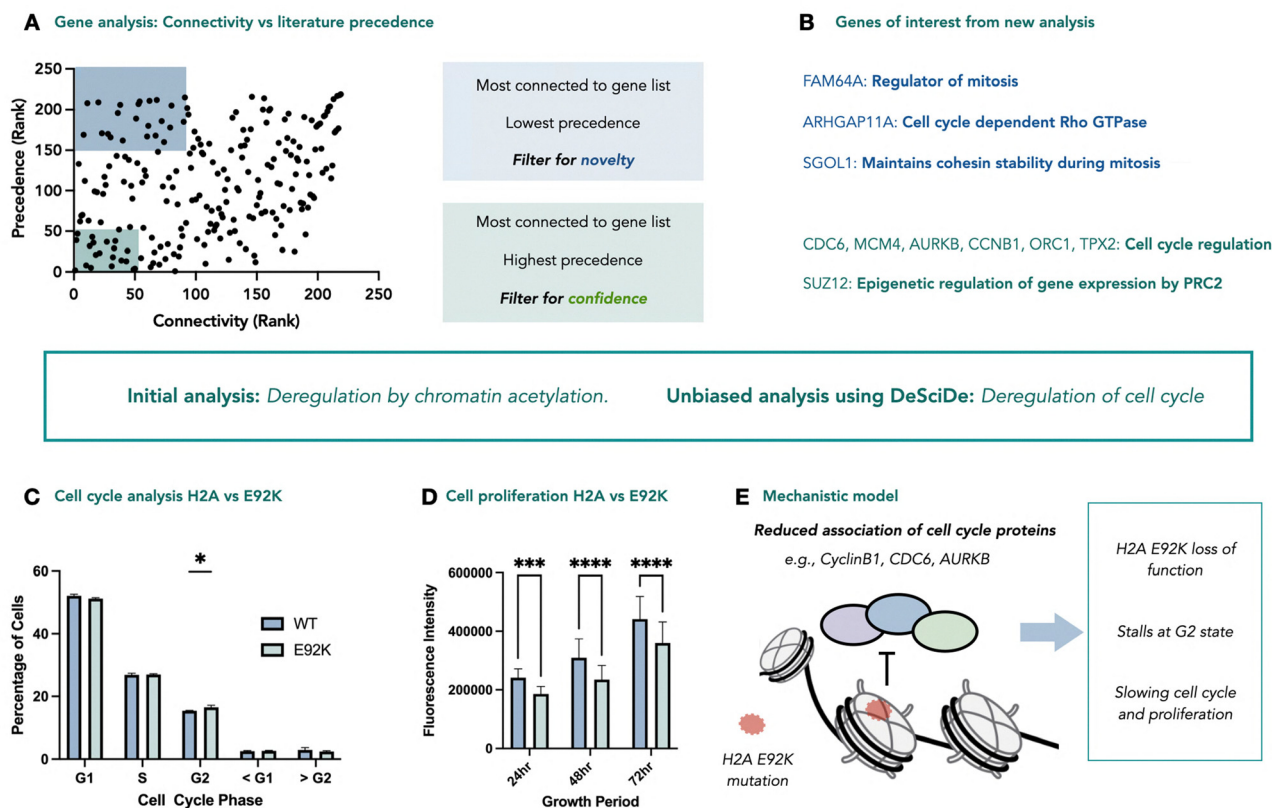 A Gene analysis: Connectivity vs literature precedence
Precedence (Rank)
250
200
150
100
50
0
0 50 100 150 200 250
Connectivity (Rank)
Most connected to gene list
Lowest precedence
Filter for novelty
Most connected to gene list
Highest precedence
Filter for confidence
B Genes of interest from new analysis
FAM64A: Regulator of mitosis
ARHGAP11A: Cell cycle dependent Rho GTPase
SGOL1: Maintains cohesin stability during mitosis
CDC6, MCM4, AURKB, CCNB1, ORC1, TPX2: Cell cycle regulation
SUZ12: Epigenetic regulation of gene expression by PRC2
Initial analysis: Deregulation by chromatin acetylation.
Unbiased analysis using DeSciDe: Deregulation of cell cycle
C Cell cycle analysis H2A vs E92K
Percentage of Cells
60
40
20
0
*
WT
E92K
G1 S G2 < G1 > G2
Cell Cycle Phase
D Cell proliferation H2A vs E92K
Fluorescence Intensity
600000
400000
200000
0
*** **** ****
24hr 48hr 72hr
Growth Period
E Mechanistic model
Reduced association of cell cycle proteins
e.g., CyclinB1, CDC6, AURKB
H2A E92K
mutation
H2A E92K loss of
function
Stalls at G2 state
Slowing cell cycle
and proliferation